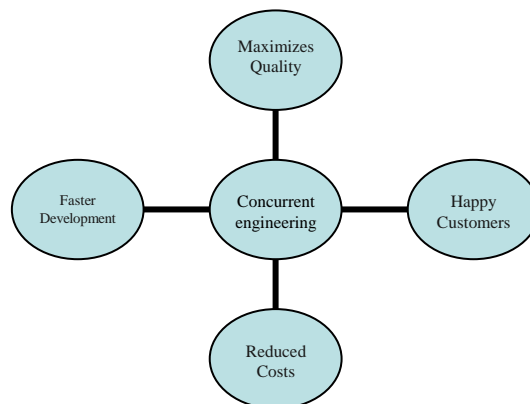 Maximizes
Quality
Faster
Development
Concurrent
engineering
Happy
Customers
Reduced
Costs